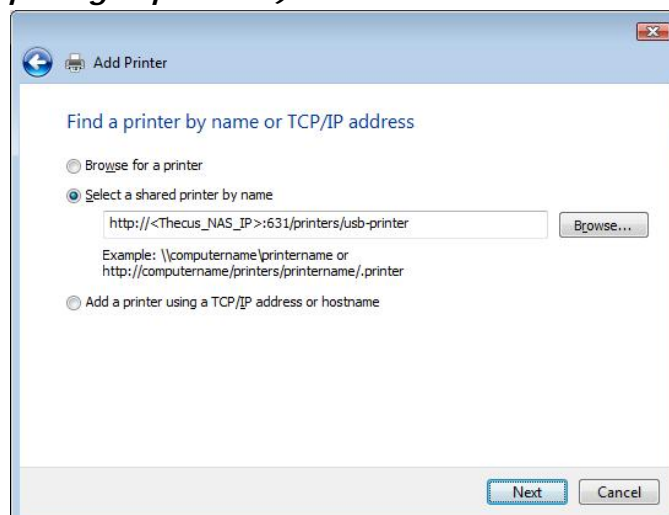 Add Printer
Find a printer by name or TCP/IP address
Browse for a printer
Select a shared printer by name
http://<Thecus_NAS_IP>:631/printers/usb-printer
Browse...
Example: \\computername\printername or
http://computername/printers/printername/.printer
Add a printer using a TCP/IP address or hostname
Next
Cancel